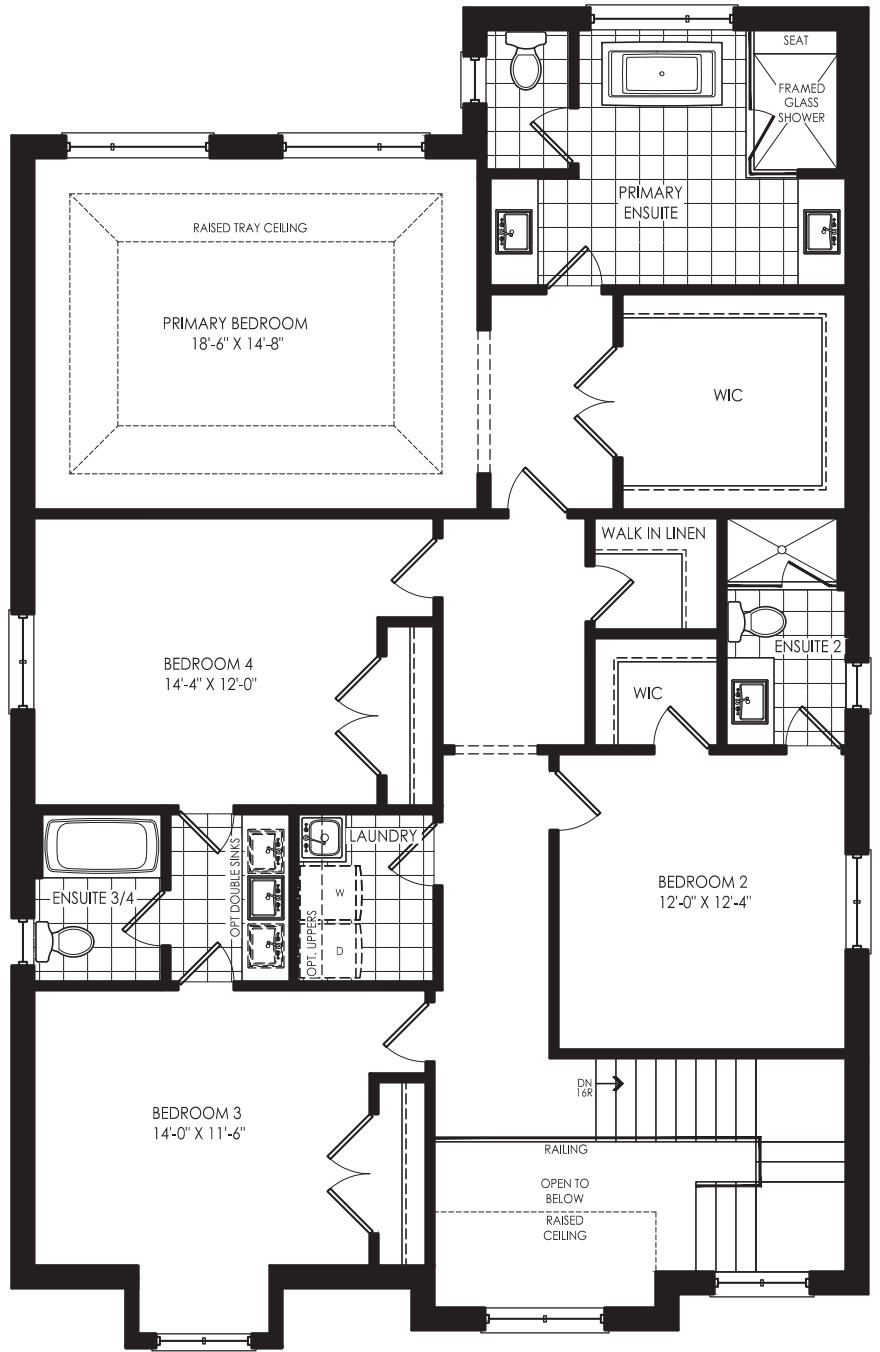 SEAT
FRAMED
GLASS
SHOWER
PRIMARY
ENSUITE
RAISED TRAY CEILING
PRIMARY BEDROOM
18'-6" X 14'-8"
WIC
WALK IN LINEN
ENSUITE 2
BEDROOM 4
14'-4" X 12'-0"
WIC
OPT DOUBLE SINKS
LAUNDRY
ENSUITE 3/4
W
D
OPT. UPPERS
BEDROOM 2
12'-0" X 12'-4"
DN
16R
BEDROOM 3
14'-0" X 11'-6"
RAILING
OPEN TO
BELOW
RAISED
CEILING